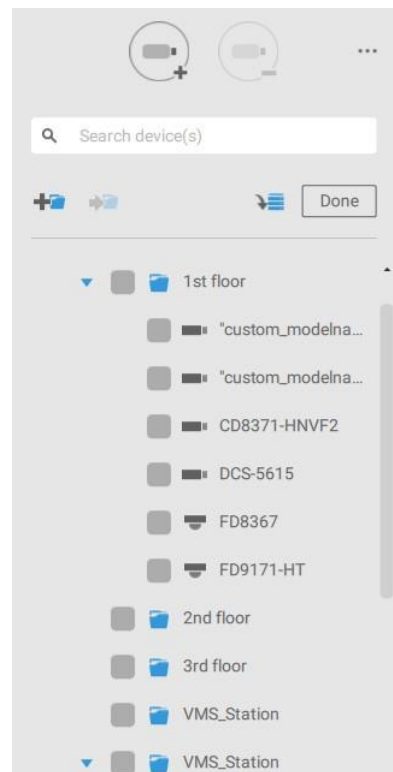 Search device(s)
Done
1st floor
"custom_modelna...
"custom_modelna...
CD8371-HNVF2
DCS-5615
FD8367
FD9171-HT
2nd floor
3rd floor
VMS_Station
VMS_Station